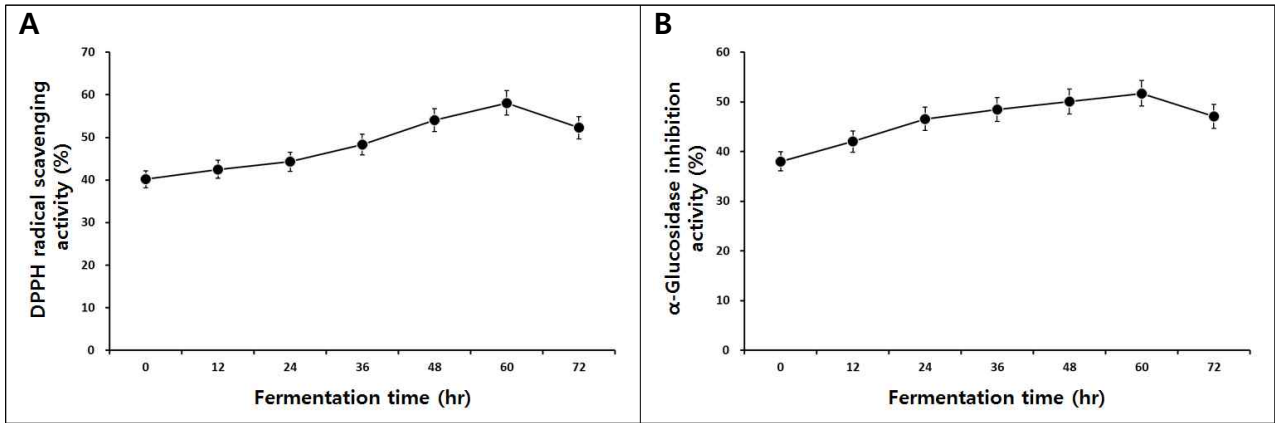 A
DPPH radical scavenging
activity (%)
70
60
50
40
30
20
10
0
0 12 24 36 48 60 72
Fermentation time (hr)
B
α-Glucosidase inhibition
activity (%)
60
50
40
30
20
10
0
0 12 24 36 48 60 72
Fermentation time (hr)